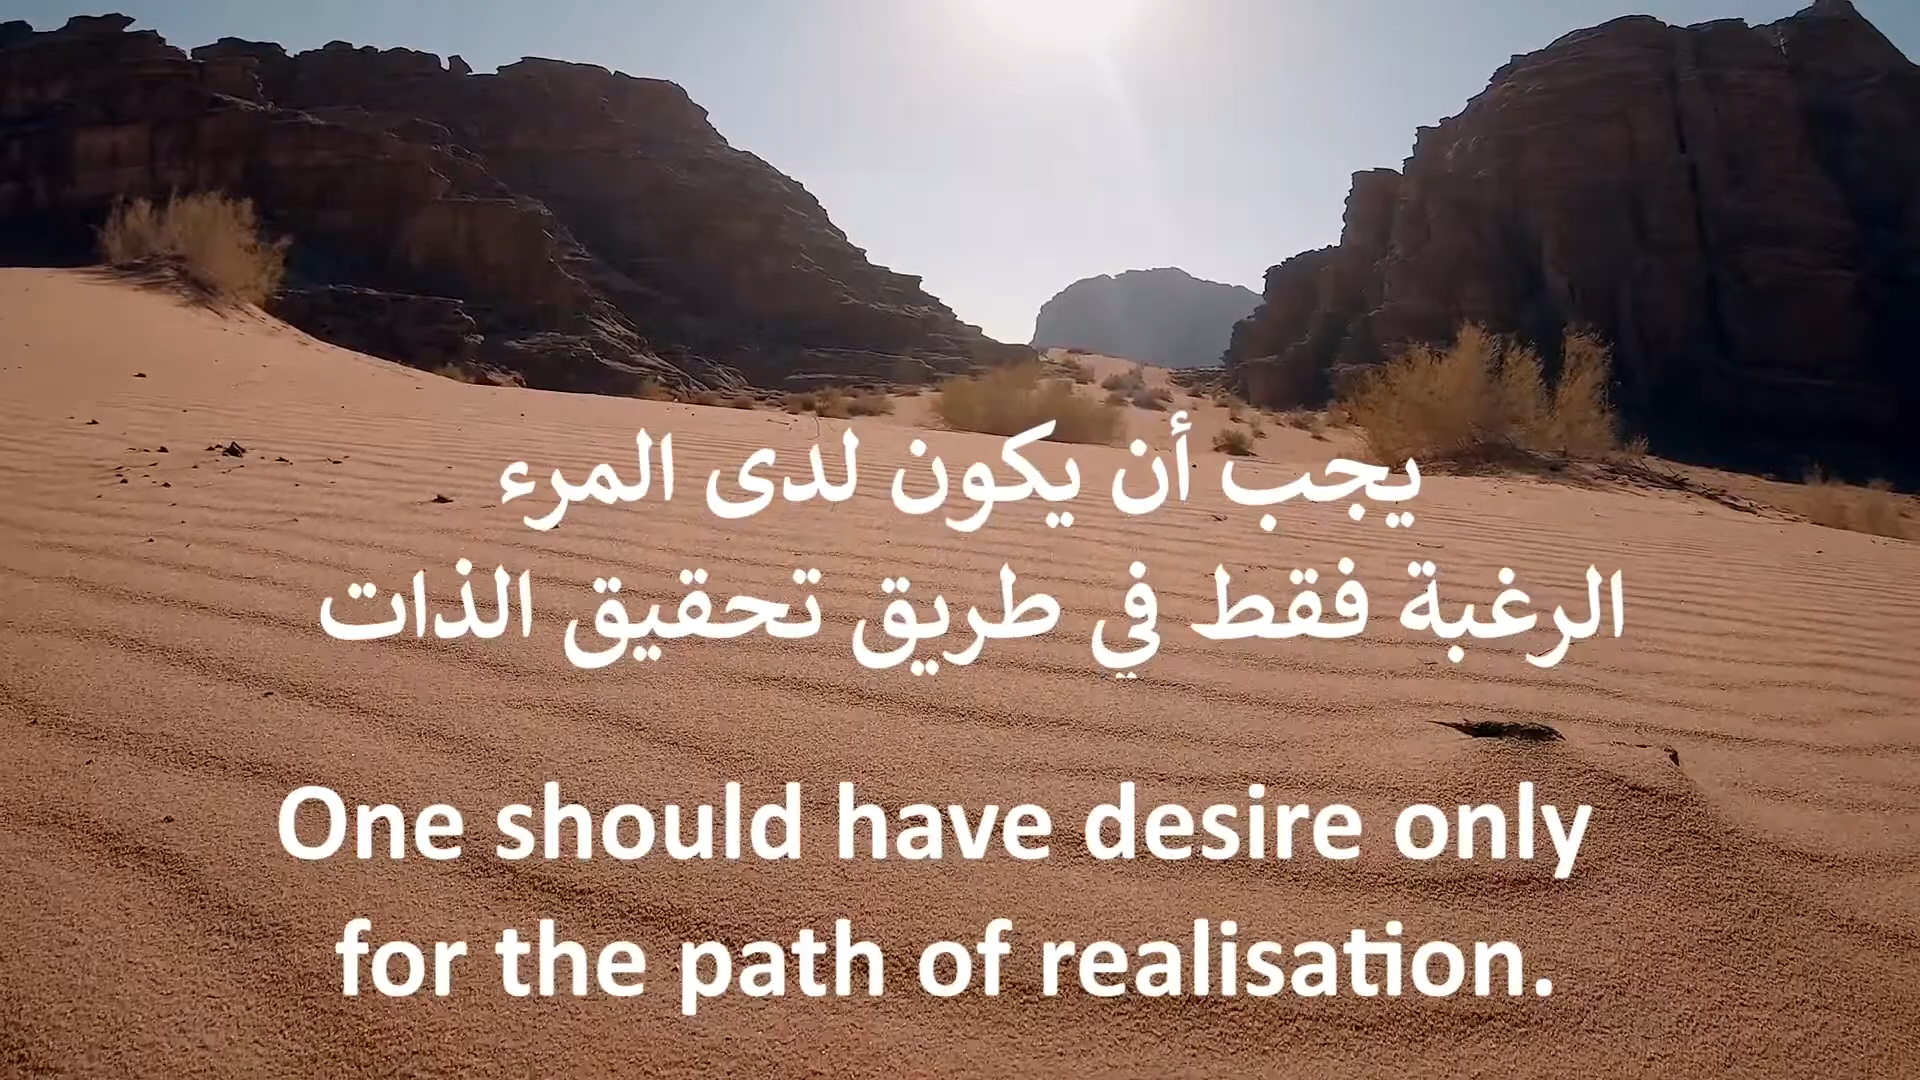 يجب أن يكون لدى المرء
الرغبة فقط في طريق تحقيق الذات
One should have desire only
for the path of realisation.